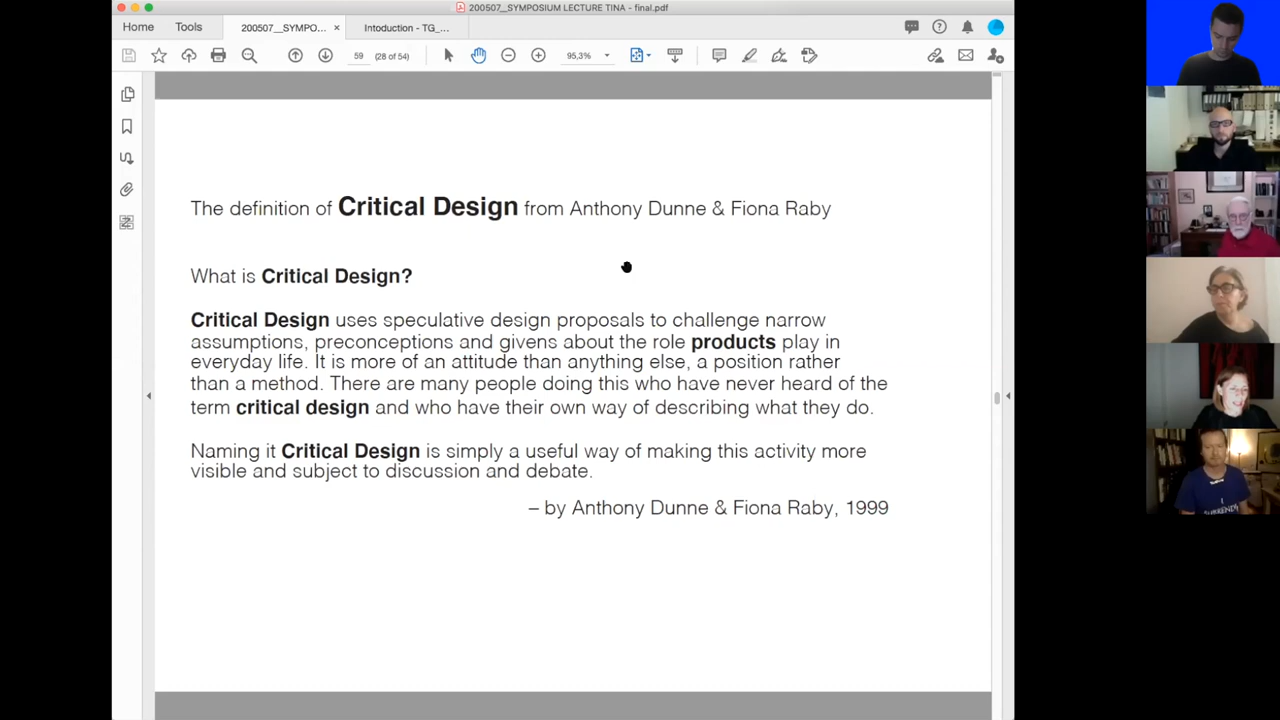 200507__SYMPOSIUM LECTURE TINA - final.pdf
Home
Tools
200507__SYMPO...
×
Intoduction - TG_...
59
(28 of 54)
95,3%
The definition of Critical Design from Anthony Dunne & Fiona Raby
What is Critical Design?
Critical Design uses speculative design proposals to challenge narrow
assumptions, preconceptions and givens about the role products play in
everyday life. It is more of an attitude than anything else, a position rather
than a method. There are many people doing this who have never heard of the
term critical design and who have their own way of describing what they do.
Naming it Critical Design is simply a useful way of making this activity more
visible and subject to discussion and debate.
– by Anthony Dunne & Fiona Raby, 1999
I
SURRENDER